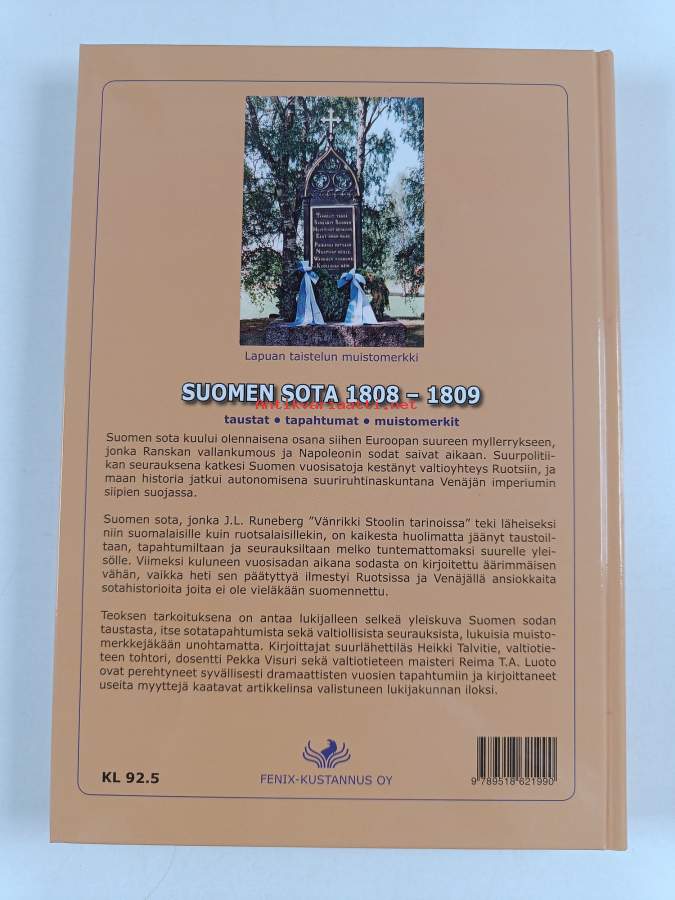 Lapuan taistelun muistomerkki
SUOMEN SOTA 1808 – 1809
Antikvariaatti.net
taustat • tapahtumat • muistomerkit
Suomen sota kuului olennaisena osana siihen Euroopan suureen myllerrykseen,
jonka Ranskan vallankumous ja Napoleonin sodat saivat aikaan. Suurpolitii-
kan seurauksena katkesi Suomen vuosisatoja kestänyt valtioyhteys Ruotsiin, ja
maan historia jatkui autonomisena suuriruhtinaskuntana Venäjän imperiumin
siipien suojassa.
Suomen sota, jonka J.L. Runeberg ”Vänrikki Stoolin tarinoissa” teki läheiseksi
niin suomalaisille kuin ruotsalaisillekin, on kaikesta huolimatta jäänyt taustoil-
taan, tapahtumiltaan ja seurauksiltaan melko tuntemattomaksi suurelle ylei-
sölle. Viimeksi kuluneen vuosisadan aikana sodasta on kirjoitettu äärimmäisen
vähän, vaikka heti sen päätyttyä ilmestyi Ruotsissa ja Venäjällä ansiokkaita
sotahistorioita joita ei ole vieläkään suomennettu.
Teoksen tarkoituksena on antaa lukijalleen selkeä yleiskuva Suomen sodan
taustasta, itse sotatapahtumista sekä valtiollisista seurauksista, lukuisia muisto-
merkkejäkään unohtamatta. Kirjoittajat suurlähettiläs Heikki Talvitie, valtiotie-
teen tohtori, dosentti Pekka Visuri sekä valtiotieteen maisteri Reima T.A. Luoto
ovat perehtyneet syvällisesti dramaattisten vuosien tapahtumiin ja kirjoittaneet
useita myyttejä kaatavat artikkelinsa valistuneen lukijakunnan iloksi.
KL 92.5
FENIX-KUSTANNUS OY
9 789518 621990